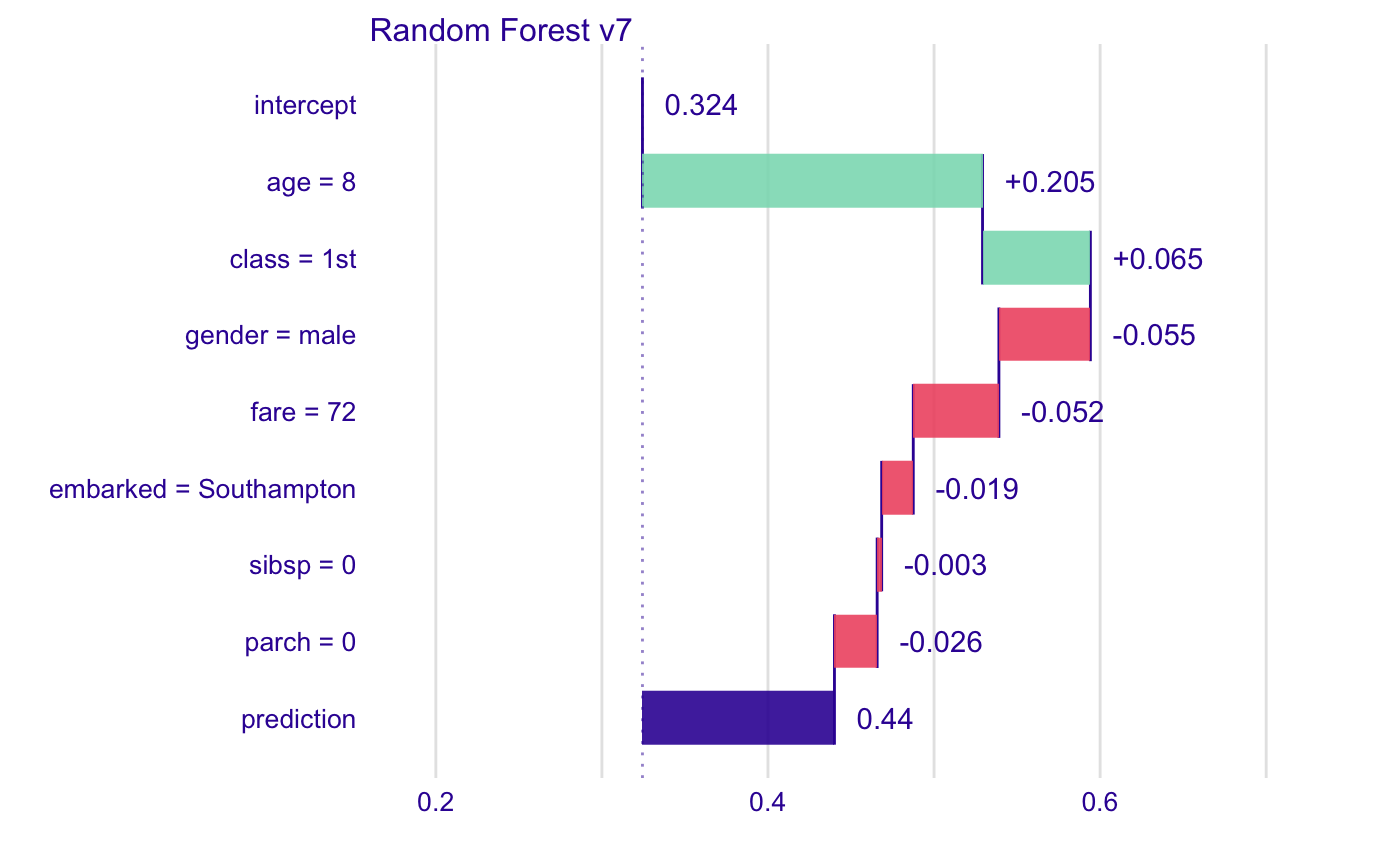 Random Forest v7
intercept 0.324
age = 8 +0.205
class = 1st +0.065
gender = male -0.055
fare = 72 -0.052
embarked = Southampton -0.019
sibsp = 0 -0.003
parch = 0 -0.026
prediction 0.44
0.2 0.4 0.6